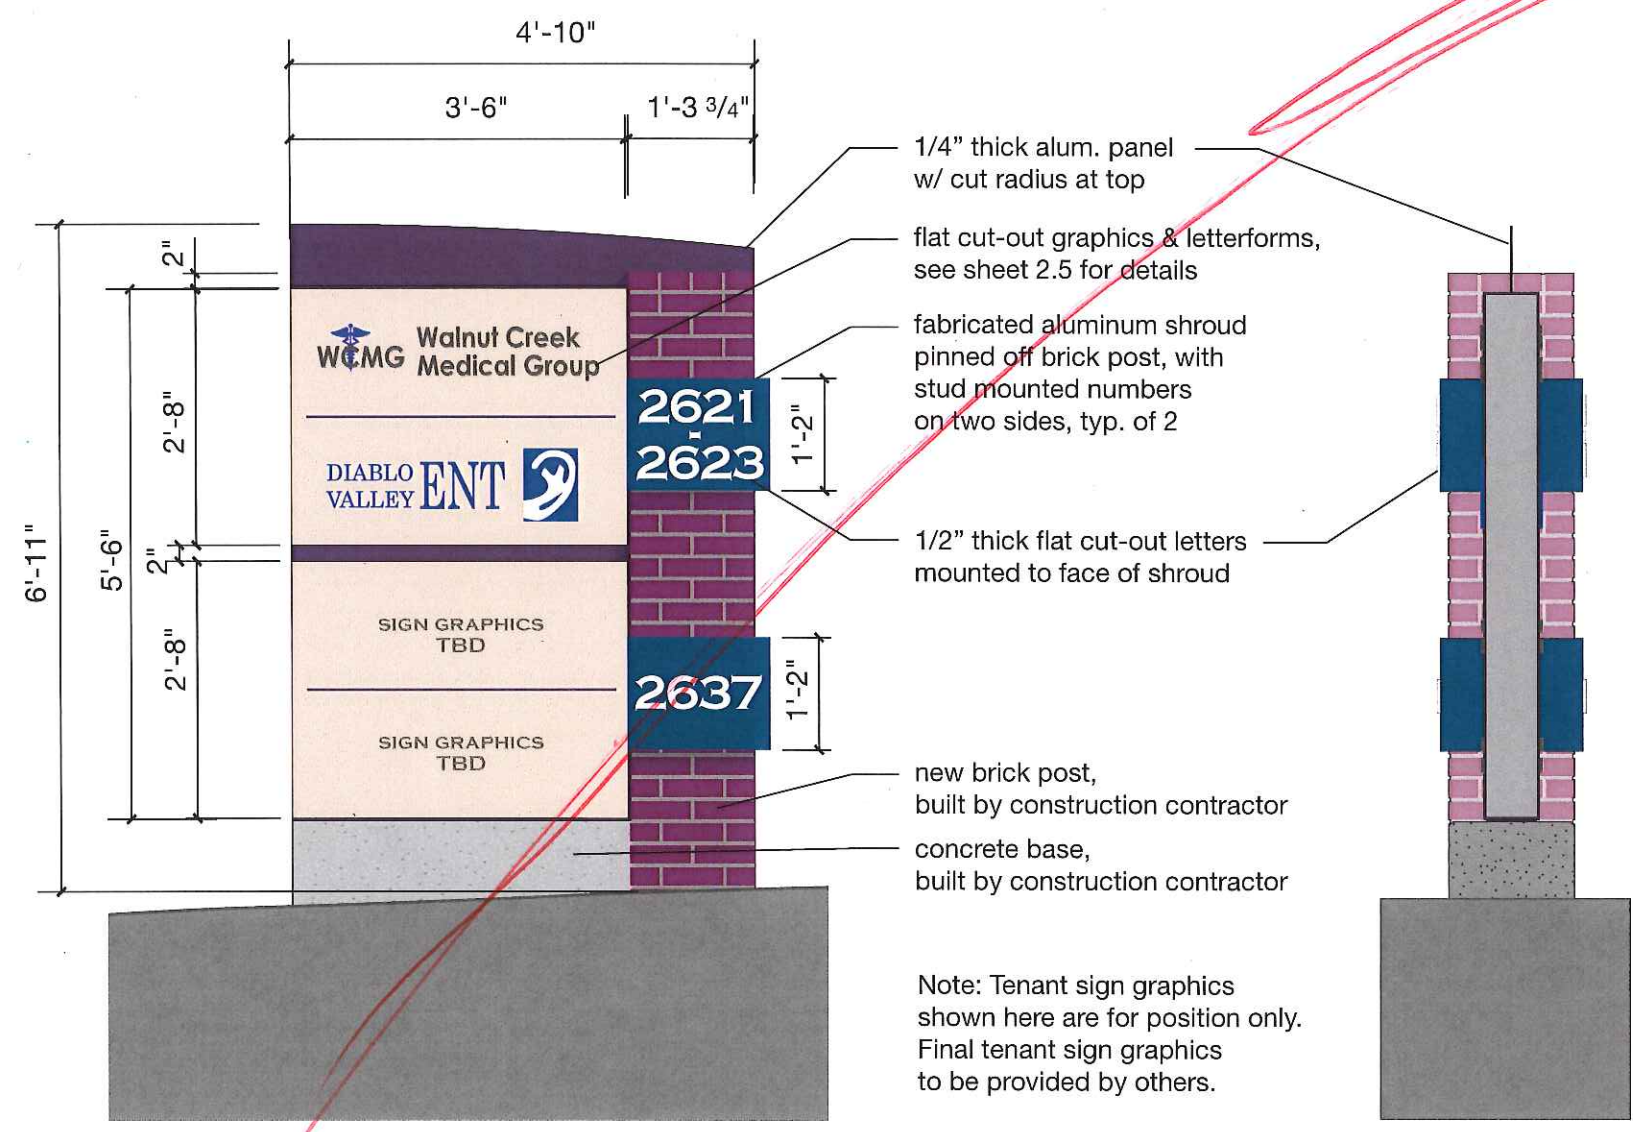 4'-10"
3'-6"
1'-3 3/4"
1/4” thick alum. panel
w/ cut radius at top
flat cut-out graphics & letterforms,
see sheet 2.5 for details
fabricated aluminum shroud
pinned off brick post, with
stud mounted numbers
on two sides, typ. of 2
1/2” thick flat cut-out letters
mounted to face of shroud
new brick post,
built by construction contractor
concrete base,
built by construction contractor
Note: Tenant sign graphics
shown here are for position only.
Final tenant sign graphics
to be provided by others.
6'-11"
5'-6"
2"
2'-8"
2"
2'-8"
WCMG
Walnut Creek
Medical Group
DIABLO
VALLEY
ENT
SIGN GRAPHICS
TBD
SIGN GRAPHICS
TBD
2621
-
2623
1'-2"
2637
1'-2"